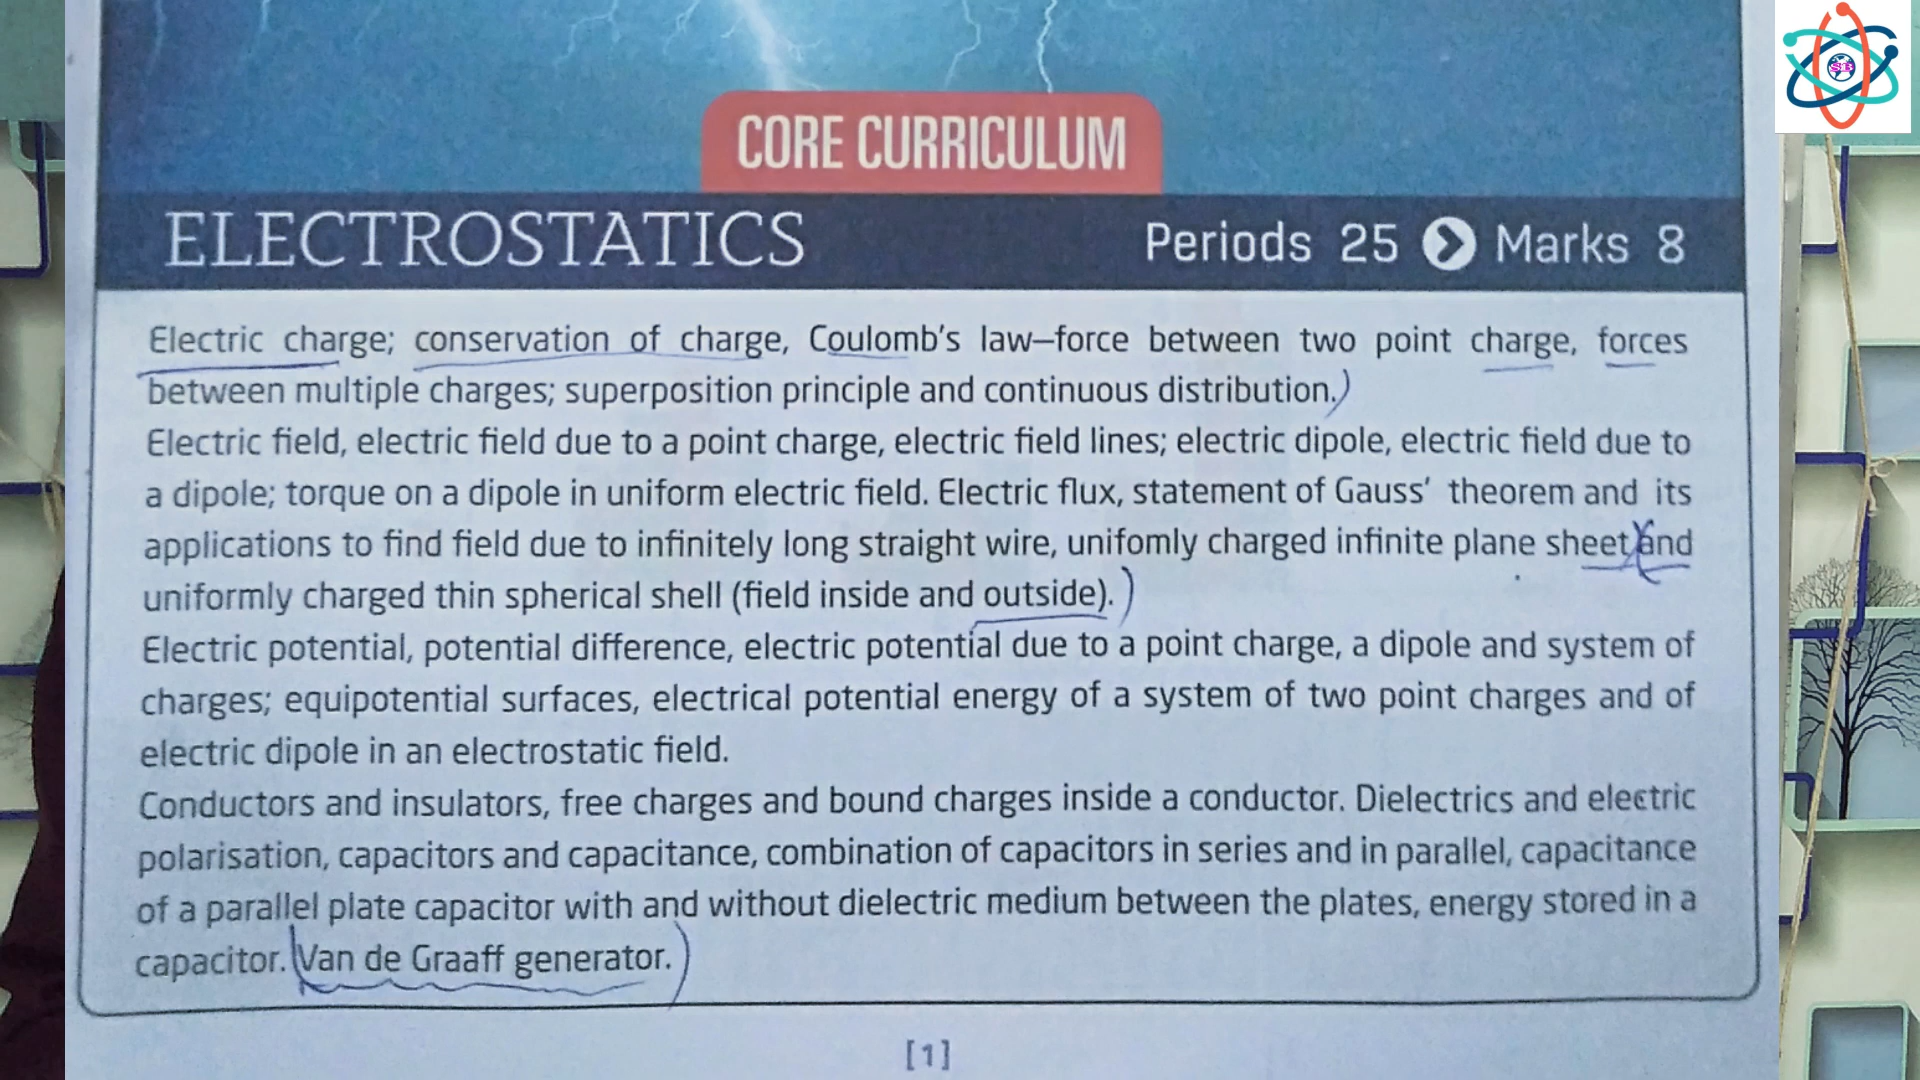 SB
CORE CURRICULUM
ELECTROSTATICS Periods 25 Marks 8
Electric charge; conservation of charge, Coulomb's law–force between two point charge, forces
between multiple charges; superposition principle and continuous distribution.
Electric field, electric field due to a point charge, electric field lines; electric dipole, electric field due to
a dipole; torque on a dipole in uniform electric field. Electric flux, statement of Gauss' theorem and its
applications to find field due to infinitely long straight wire, unifomly charged infinite plane sheet and
uniformly charged thin spherical shell (field inside and outside).
Electric potential, potential difference, electric potential due to a point charge, a dipole and system of
charges; equipotential surfaces, electrical potential energy of a system of two point charges and of
electric dipole in an electrostatic field.
Conductors and insulators, free charges and bound charges inside a conductor. Dielectrics and electric
polarisation, capacitors and capacitance, combination of capacitors in series and in parallel, capacitance
of a parallel plate capacitor with and without dielectric medium between the plates, energy stored in a
capacitor. Van de Graaff generator.
[1]